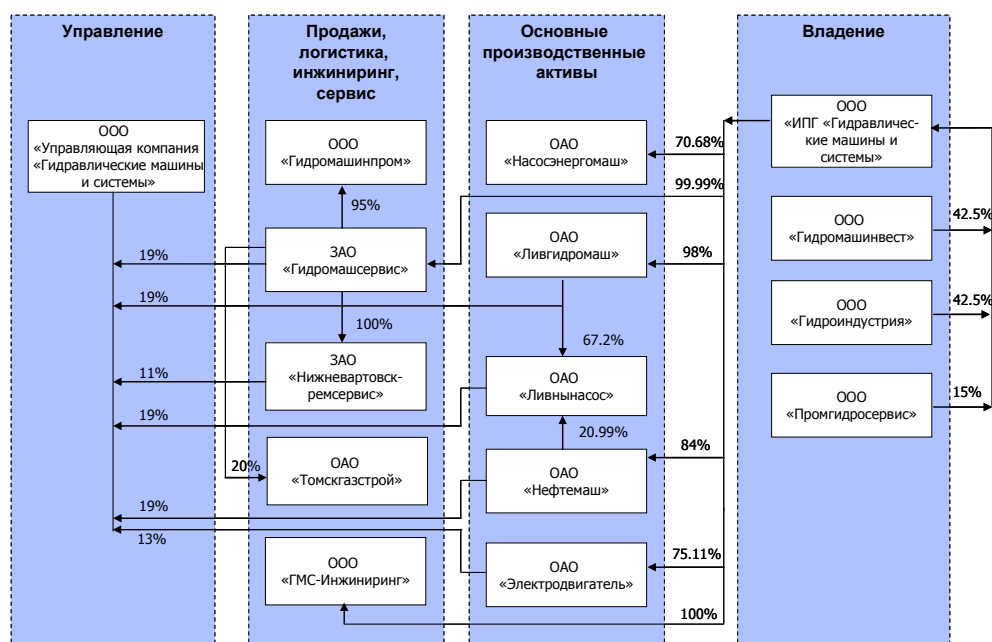 Управление
ООО
«Управляющая компания
«Гидравлические машины
и системы»
19%
19%
11%
19%
19%
13%
Продажи,
логистика,
инжиниринг,
сервис
ООО
«Гидромашинпром»
95%
ЗАО
«Гидромашсервис»
100%
ЗАО
«Нижневартовск-
ремсервис»
20%
ОАО
«Томскгазстрой»
ООО
«ГМС-Инжиниринг»
Основные
производственные
активы
ОАО
«Насосэнергомаш»
ОАО
«Ливгидромаш»
67.2%
ОАО
«Ливнынасос»
20.99%
ОАО
«Нефтемаш»
ОАО
«Электродвигатель»
70.68%
99.99%
98%
84%
75.11%
100%
Владение
ООО
«ИПГ «Гидравличес-
кие машины и
системы»
ООО
«Гидромашинвест»
42.5%
ООО
«Гидроиндустрия»
42.5%
ООО
«Промгидросервис»
15%